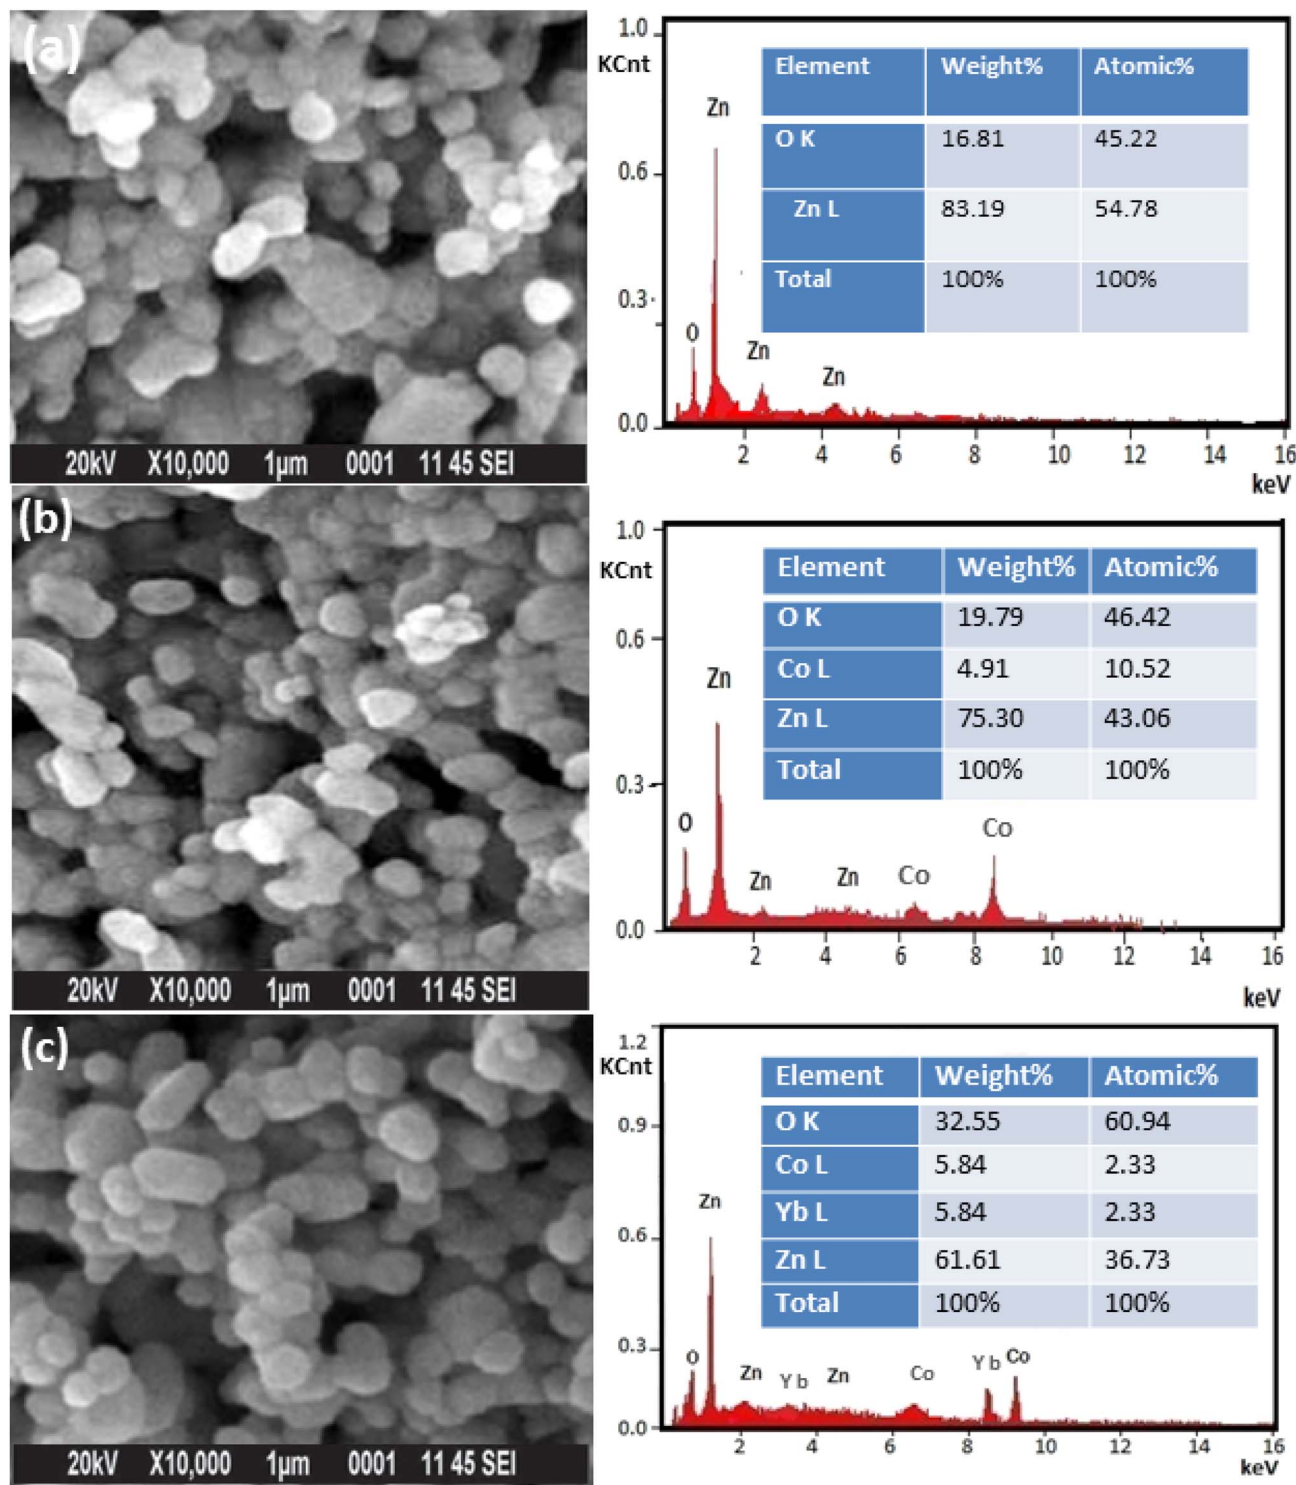 (a)
20kV X10,000 1µm 0001 11 45 SEI
1.0
KCnt
0.6
0.3
0.0
Zn
O
Zn
Zn
Element Weight% Atomic%
O K 16.81 45.22
Zn L 83.19 54.78
Total 100% 100%
2 4 6 8 10 12 14 16
keV
(b)
20kV X10,000 1µm 0001 11 45 SEI
1.0
KCnt
0.6
0.3
0.0
Zn
O
Zn
Zn
Co
Co
Element Weight% Atomic%
O K 19.79 46.42
Co L 4.91 10.52
Zn L 75.30 43.06
Total 100% 100%
2 4 6 8 10 12 14 16
keV
(c)
20kV X10,000 1µm 0001 11 45 SEI
1.2
KCnt
0.9
0.6
0.3
0.0
Zn
O
Zn
Yb
Zn
Co
Yb
Co
Element Weight% Atomic%
O K 32.55 60.94
Co L 5.84 2.33
Yb L 5.84 2.33
Zn L 61.61 36.73
Total 100% 100%
2 4 6 8 10 12 14 16
keV